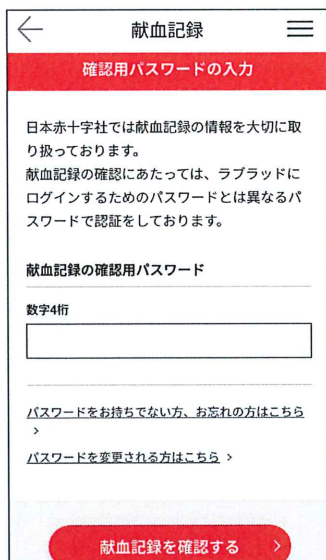 献血記録
確認用パスワードの入力
日本赤十字社では献血記録の情報を大切に取
り扱っております。
献血記録の確認にあたっては、ラブラッドに
ログインするためのパスワードとは異なるパ
スワードで認証をしております。
献血記録の確認用パスワード
数字4桁
パスワードをお持ちでない方、お忘れの方はこちら
>
パスワードを変更される方はこちら >
献血記録を確認する >